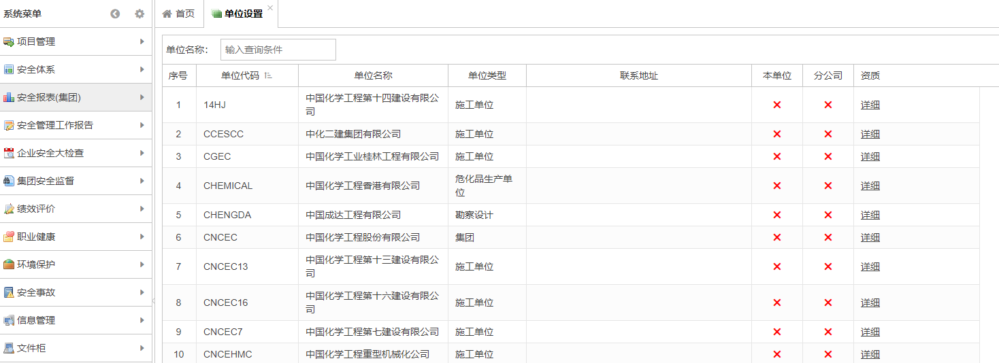 系统菜单
项目管理
安全体系
安全报表(集团)
安全管理工作报告
企业安全大检查
集团安全监督
绩效评价
职业健康
环境保护
安全事故
信息管理
文件柜
首页 单位设置
单位名称: 输入查询条件
序号 单位代码 单位名称 单位类型 联系地址 本单位 分公司 资质
1 14HJ 中国化学工程第十四建设有限公
司 施工单位 详细
2 CCESCC 中化二建集团有限公司 施工单位 详细
3 CGEC 中国化学工业桂林工程有限公司 施工单位 详细
4 CHEMICAL 中国化学工程香港有限公司 危化品生产单
位 详细
5 CHENGDA 中国成达工程有限公司 勘察设计 详细
6 CNCEC 中国化学工程股份有限公司 集团 详细
7 CNCEC13 中国化学工程第十三建设有限公
司 施工单位 详细
8 CNCEC16 中国化学工程第十六建设有限公
司 施工单位 详细
9 CNCEC7 中国化学工程第七建设有限公司 施工单位 详细
10 CNCEHMC 中国化学工程重型机械化公司 施工单位 详细